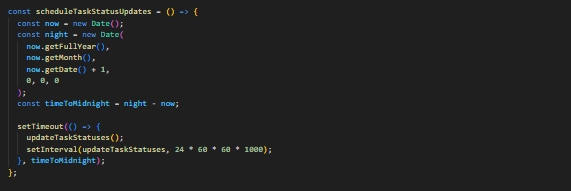 const scheduleTaskStatusUpdates = () => {
  const now = new Date();
  const night = new Date(
    now.getFullYear(),
    now.getMonth(),
    now.getDate() + 1,
    0, 0, 0
  );
  const timeToMidnight = night - now;

  setTimeout(() => {
    updateTaskStatuses();
    setInterval(updateTaskStatuses, 24 * 60 * 60 * 1000);
  }, timeToMidnight);
};